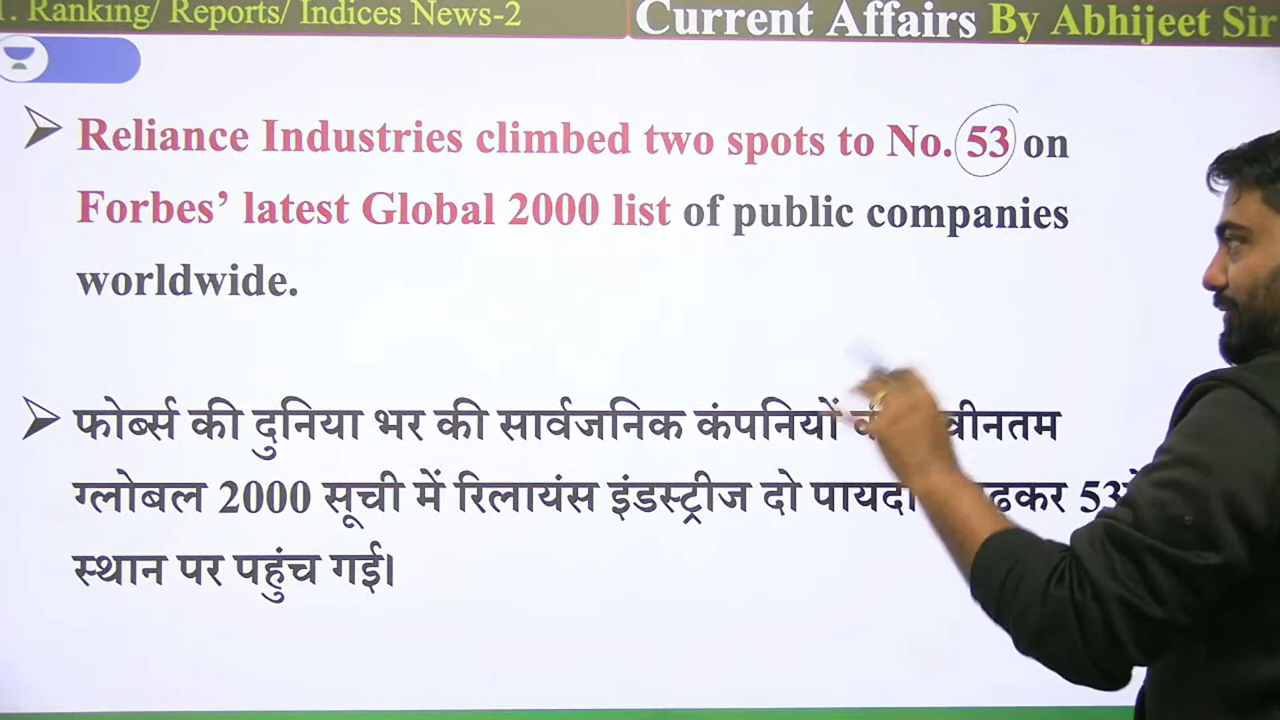 1. Ranking/ Reports/ Indices News-2
Current Affairs By Abhijeet Sir
Reliance Industries climbed two spots to No. 53 on
Forbes’ latest Global 2000 list of public companies
worldwide.
फोर्ब्स की दुनिया भर की सार्वजनिक कंपनियों
ग्लोबल 2000 सूची में रिलायंस इंडस्ट्रीज दो
स्थान पर पहुंच गई।